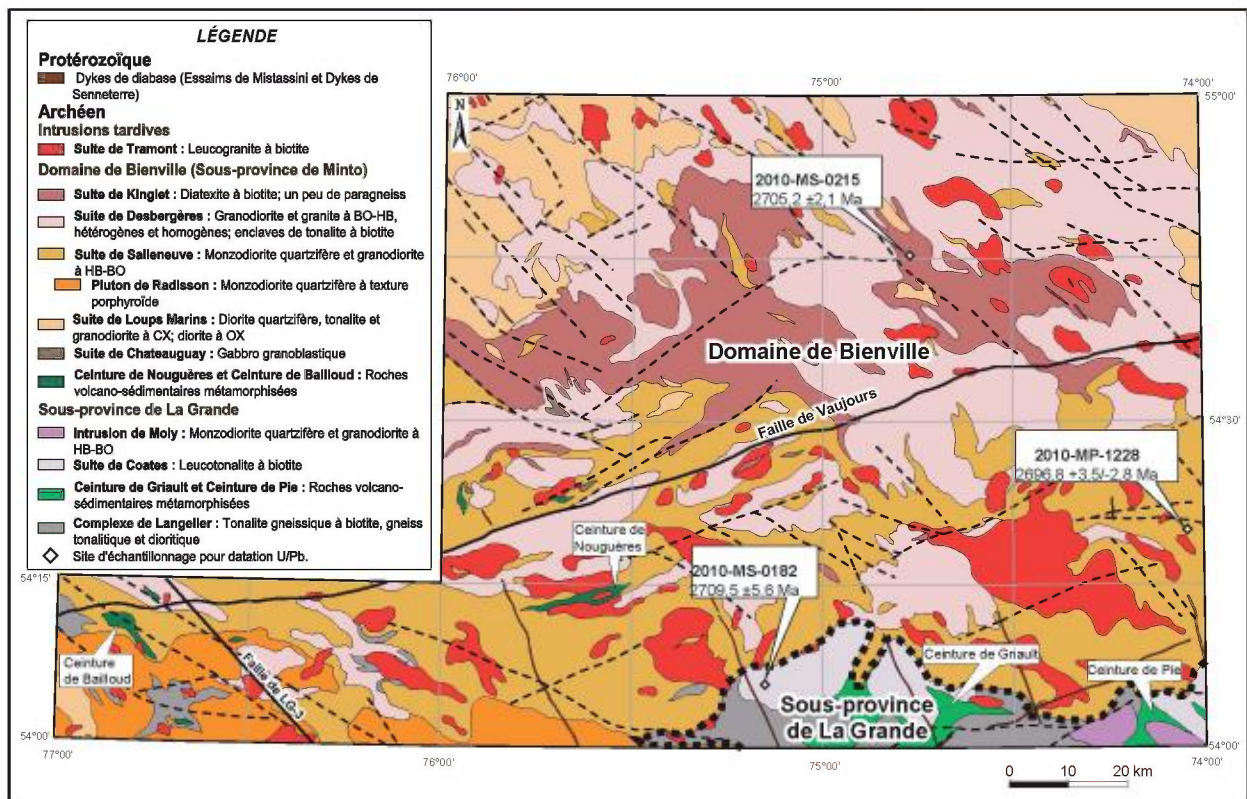 LÉGENDE
Protérozoïque
Dykes de diabase (Essaims de Mistassini et Dykes de
Senneterre)
Archéen
Intrusions tardives
Suite de Tramont : Leucogranite à biotite
Domaine de Bienville (Sous-province de Minto)
Suite de Kinglet : Diatexite à biotite; un peu de paragneiss
Suite de Desbergères : Granodiorite et granite à BO-HB,
hétérogènes et homogènes; enclaves de tonalite à biotite
Suite de Salleneuve : Monzodiorite quartzifère et granodiorite
à HB-BO
Pluton de Radisson : Monzodiorite quartzifère à texture
porphyroïde
Suite de Loups Marins : Diorite quartzifère, tonalite et
granodiorite à CX; diorite à OX
Suite de Chateauguay : Gabbro granoblastique
Ceinture de Nouguères et Ceinture de Bailloud : Roches
volcano-sédimentaires métamorphisées
Sous-province de La Grande
Intrusion de Moly : Monzodiorite quartzifère et granodiorite à
HB-BO
Suite de Coates : Leucotonalite à biotite
Ceinture de Griault et Ceinture de Pie : Roches volcano-
sédimentaires métamorphisées
Complexe de Langelier : Tonalite gneissique à biotite, gneiss
tonalitique et dioritique
Site d'échantillonnage pour datation U/Pb.
76°00'
75°00'
74°00'
55°00'
N
2010-MS-0215
2705,2 ±2,1 Ma
Domaine de Bienville
Faille de Vaujours
54°30'
2010-MP-1228
2696,8 +3,5/-2,8 Ma
Ceinture de
Nouguères
2010-MS-0182
2709,5 ±5,6 Ma
54°15'
Ceinture
de Bailloud
Faille de LG-3
Ceinture de Griault
Ceinture de Pie
Sous-province
de La Grande
54°00'
54°00'
77°00'
76°00'
75°00'
74°00'
0 10 20 km